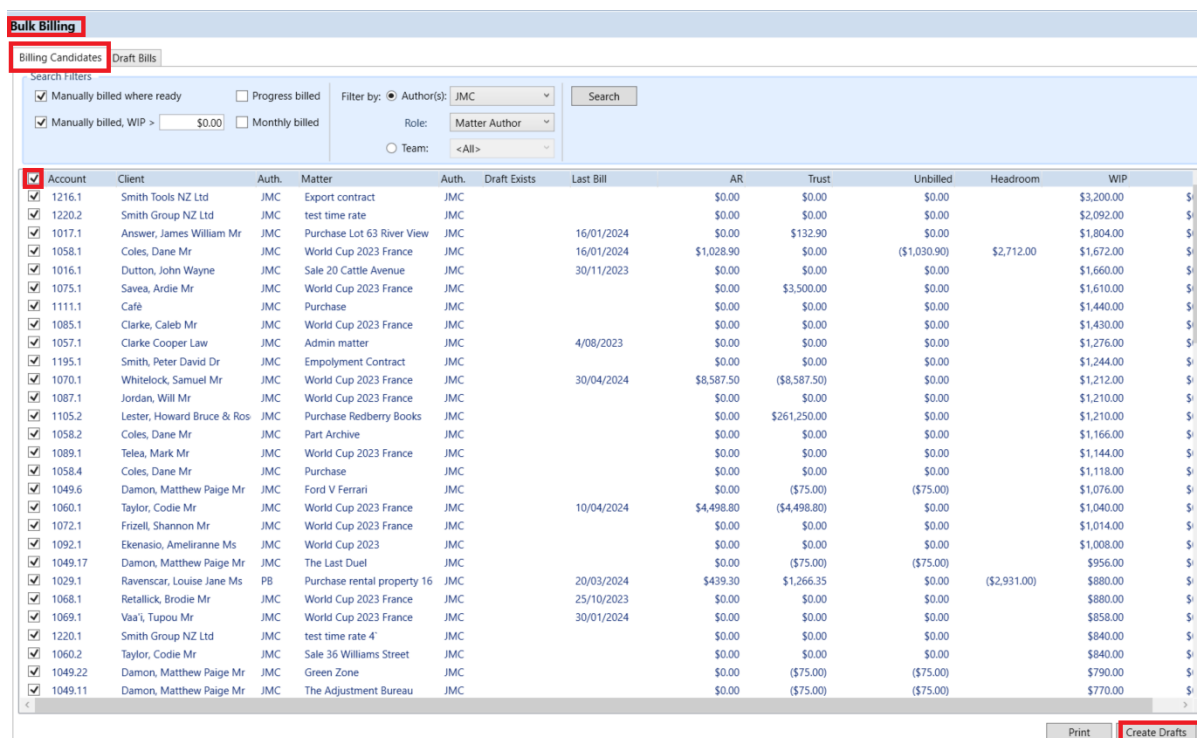 Bulk Billing
Billing Candidates Draft Bills
Search Filters
Manually billed where ready Progress billed Filter by: Author(s): JMC Search
Manually billed, WIP > $0.00 Monthly billed Role: Matter Author
Team: <All>
Account Client Auth. Matter Auth. Draft Exists Last Bill AR Trust Unbilled Headroom WIP
1216.1 Smith Tools NZ Ltd JMC Export contract JMC $0.00 $0.00 $0.00 $3,200.00
1220.2 Smith Group NZ Ltd JMC test time rate JMC $0.00 $0.00 $0.00 $2,092.00
1017.1 Answer, James William Mr JMC Purchase Lot 63 River View JMC 16/01/2024 $0.00 $132.90 $0.00 $1,804.00
1058.1 Coles, Dane Mr JMC World Cup 2023 France JMC 16/01/2024 $1,028.90 $0.00 ($1,030.90) $2,712.00 $1,672.00
1016.1 Dutton, John Wayne JMC Sale 20 Cattle Avenue JMC 30/11/2023 $0.00 $0.00 $0.00 $1,660.00
1075.1 Savea, Ardie Mr JMC World Cup 2023 France JMC $0.00 $3,500.00 $0.00 $1,610.00
1111.1 Cafè JMC Purchase JMC $0.00 $0.00 $0.00 $1,440.00
1085.1 Clarke, Caleb Mr JMC World Cup 2023 France JMC $0.00 $0.00 $0.00 $1,430.00
1057.1 Clarke Cooper Law JMC Admin matter JMC 4/08/2023 $0.00 $0.00 $0.00 $1,276.00
1195.1 Smith, Peter David Dr JMC Empolyment Contract JMC $0.00 $0.00 $0.00 $1,244.00
1070.1 Whitelock, Samuel Mr JMC World Cup 2023 France JMC 30/04/2024 $8,587.50 ($8,587.50) $0.00 $1,212.00
1087.1 Jordan, Will Mr JMC World Cup 2023 France JMC $0.00 $0.00 $0.00 $1,210.00
1105.2 Lester, Howard Bruce & Ros JMC Purchase Redberry Books JMC $0.00 $261,250.00 $0.00 $1,210.00
1058.2 Coles, Dane Mr JMC Part Archive JMC $0.00 $0.00 $0.00 $1,166.00
1089.1 Telea, Mark Mr JMC World Cup 2023 France JMC $0.00 $0.00 $0.00 $1,144.00
1058.4 Coles, Dane Mr JMC Purchase JMC $0.00 $0.00 $0.00 $1,118.00
1049.6 Damon, Matthew Paige Mr JMC Ford V Ferrari JMC $0.00 ($75.00) ($75.00) $1,076.00
1060.1 Taylor, Codie Mr JMC World Cup 2023 France JMC 10/04/2024 $4,498.80 ($4,498.80) $0.00 $1,040.00
1072.1 Frizell, Shannon Mr JMC World Cup 2023 France JMC $0.00 $0.00 $0.00 $1,014.00
1092.1 Ekenasio, Ameliranne Ms JMC World Cup 2023 JMC $0.00 $0.00 $0.00 $1,008.00
1049.17 Damon, Matthew Paige Mr JMC The Last Duel JMC $0.00 ($75.00) ($75.00) $956.00
1029.1 Ravenscar, Louise Jane Ms PB Purchase rental property 16 JMC 20/03/2024 $439.30 $1,266.35 $0.00 ($2,931.00) $880.00
1068.1 Retallick, Brodie Mr JMC World Cup 2023 France JMC 25/10/2023 $0.00 $0.00 $0.00 $880.00
1069.1 Vaa'i, Tupou Mr JMC World Cup 2023 France JMC 30/01/2024 $0.00 $0.00 $0.00 $858.00
1220.1 Smith Group NZ Ltd JMC test time rate 4` JMC $0.00 $0.00 $0.00 $840.00
1060.2 Taylor, Codie Mr JMC Sale 36 Williams Street JMC $0.00 $0.00 $0.00 $840.00
1049.22 Damon, Matthew Paige Mr JMC Green Zone JMC $0.00 ($75.00) ($75.00) $790.00
1049.11 Damon, Matthew Paige Mr JMC The Adjustment Bureau JMC $0.00 ($75.00) ($75.00) $770.00
Print Create Drafts